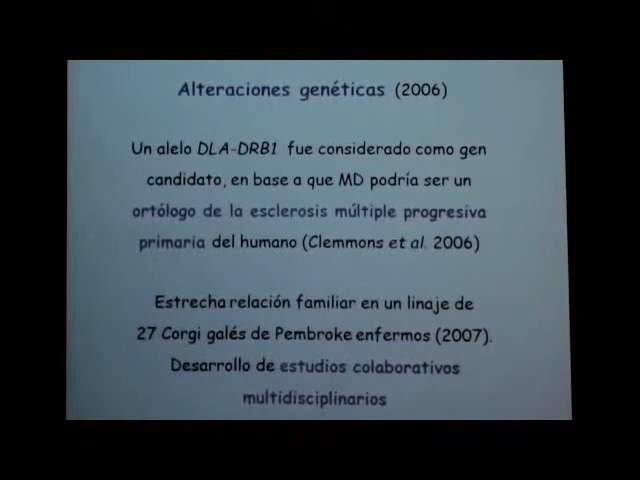 Alteraciones genéticas (2006)
Un alelo DLA-DRB1 fue considerado como gen
candidato, en base a que MD podría ser un
ortólogo de la esclerosis múltiple progresiva
primaria del humano (Clemmons et al. 2006)
Estrecha relación familiar en un linaje de
27 Corgi galés de Pembroke enfermos (2007).
Desarrollo de estudios colaborativos
multidisciplinarios